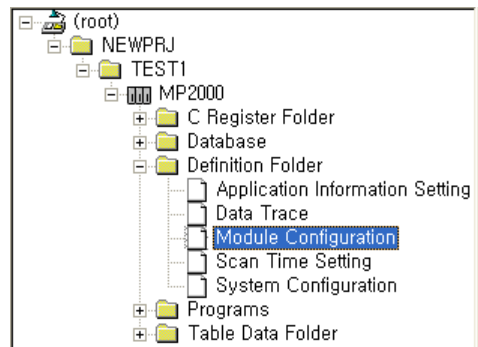 (root)
NEWPRJ
TEST1
MP2000
C Register Folder
Database
Definition Folder
Application Information Setting
Data Trace
Module Configuration
Scan Time Setting
System Configuration
Programs
Table Data Folder